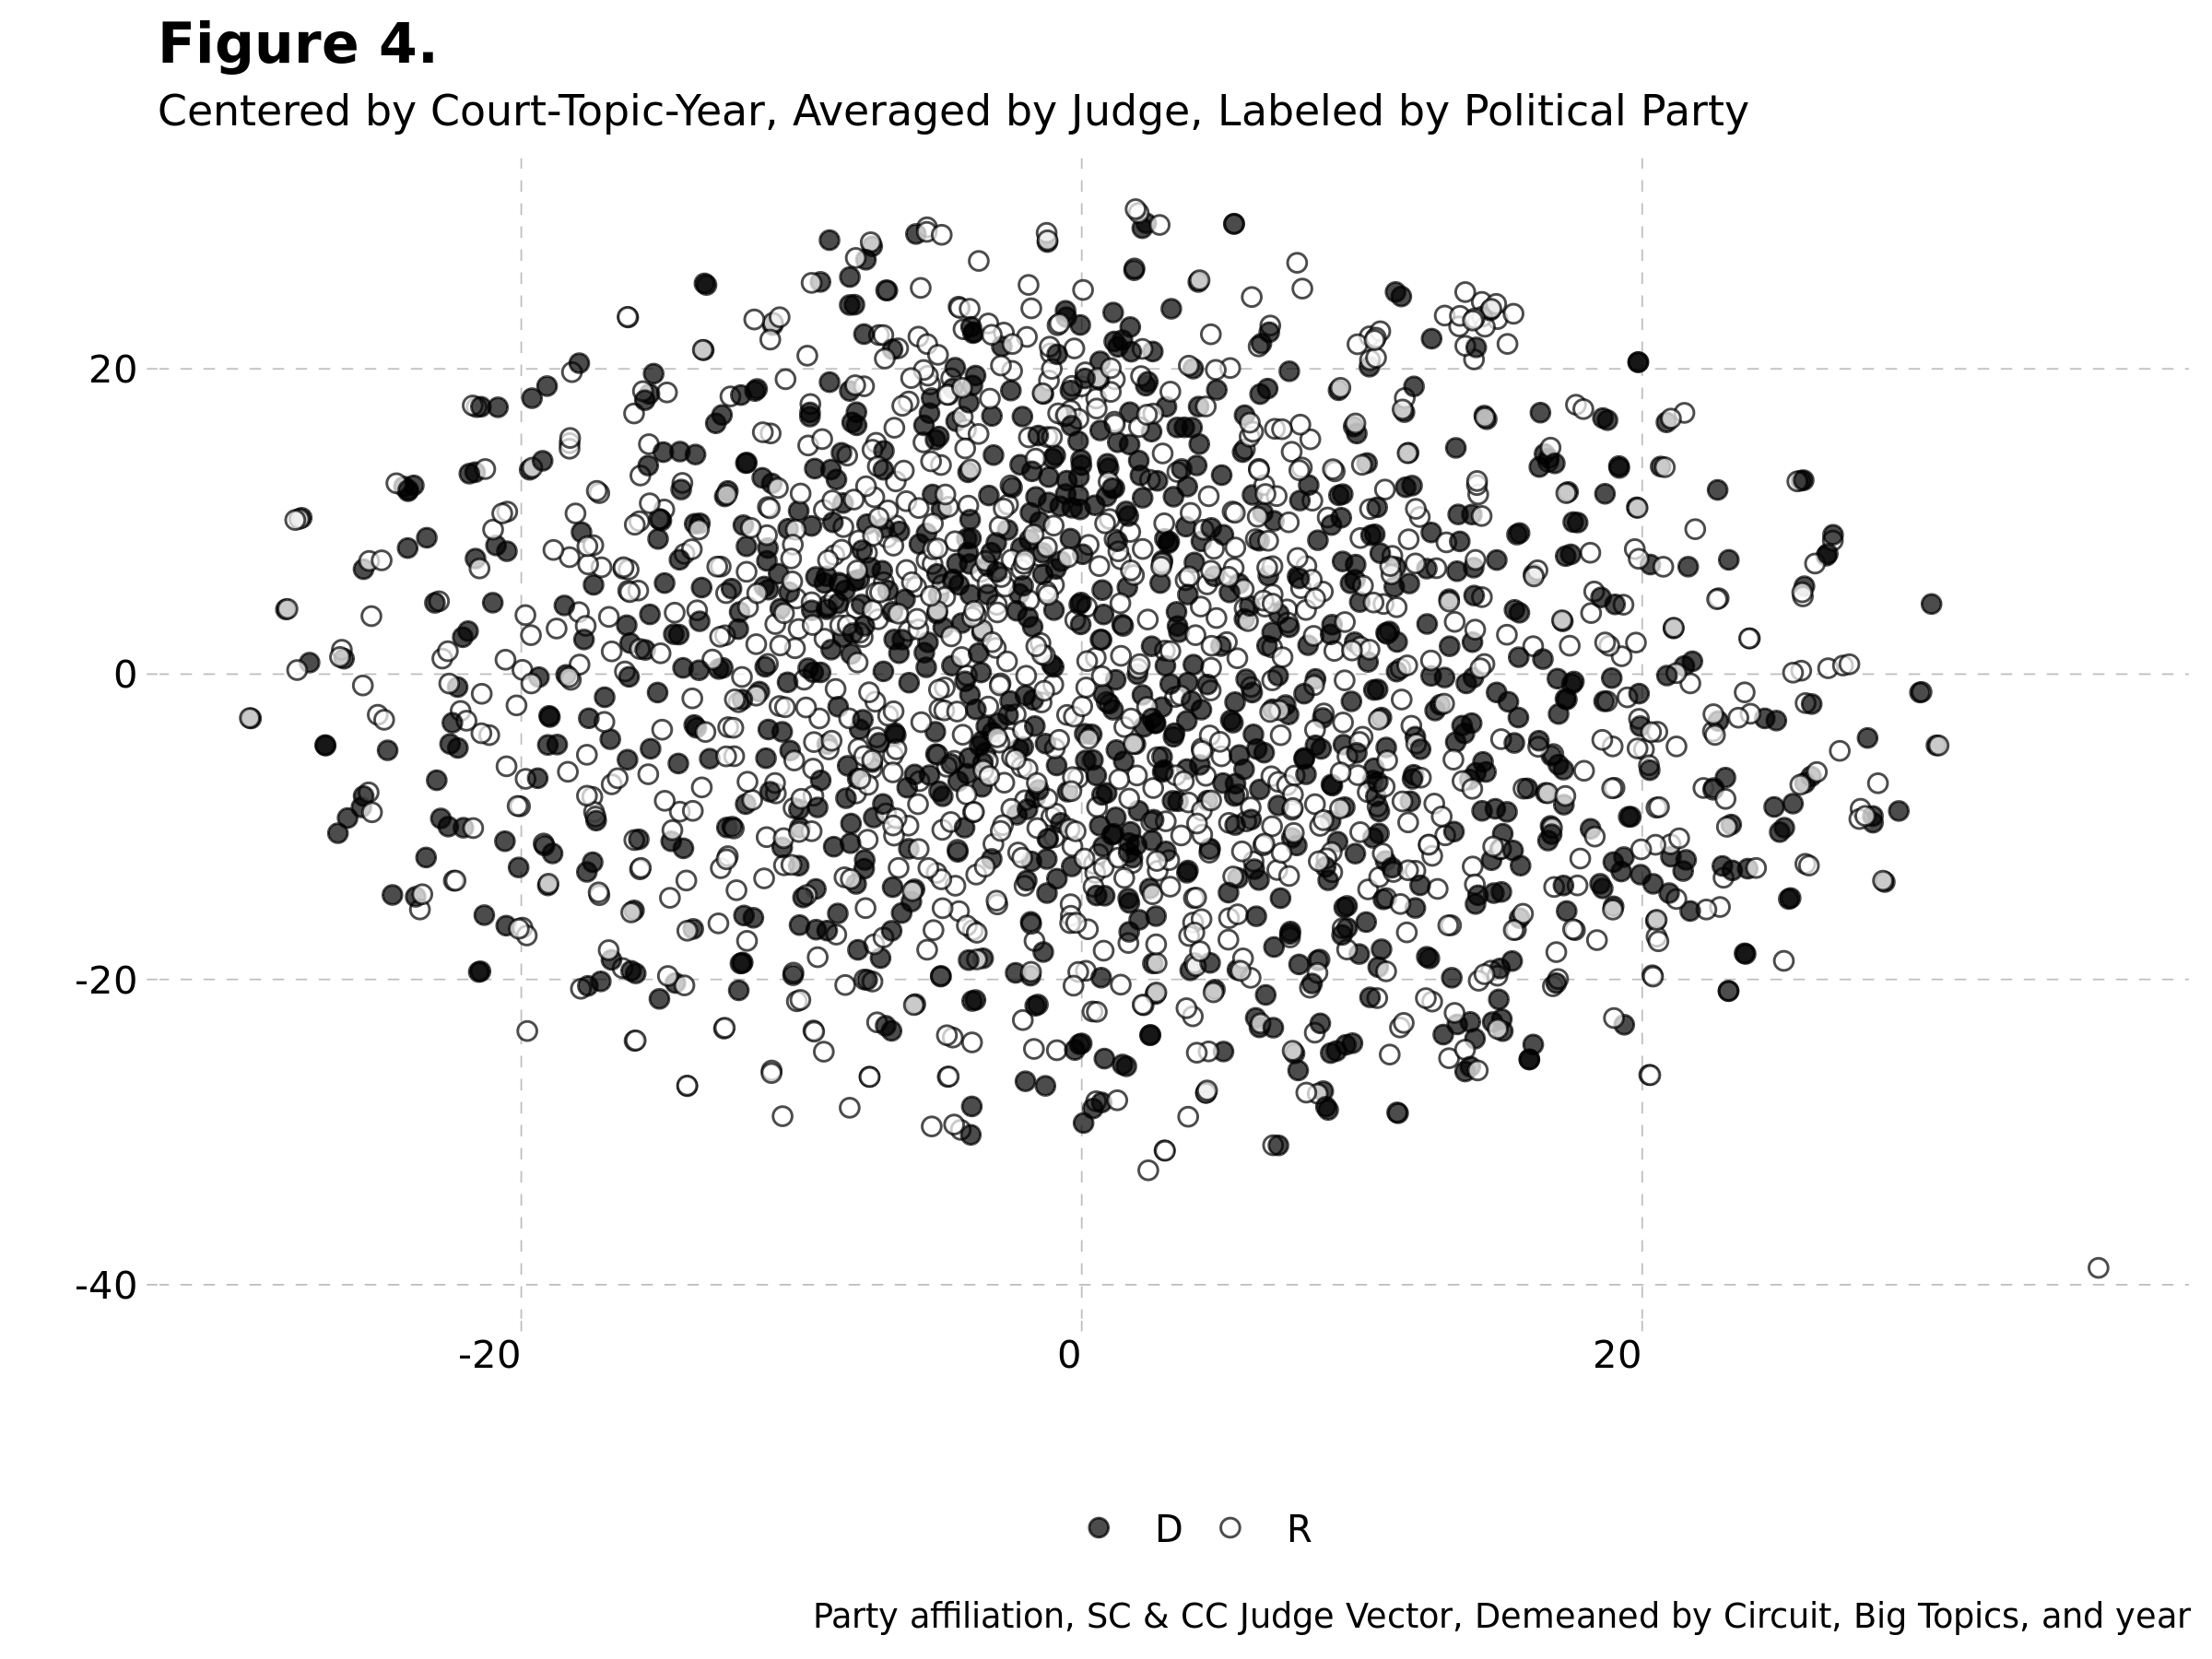 Figure 4.
Centered by Court-Topic-Year, Averaged by Judge, Labeled by Political Party
20
0
-20
-40
-20 0 20
D R
Party affiliation, SC & CC Judge Vector, Demeaned by Circuit, Big Topics, and year